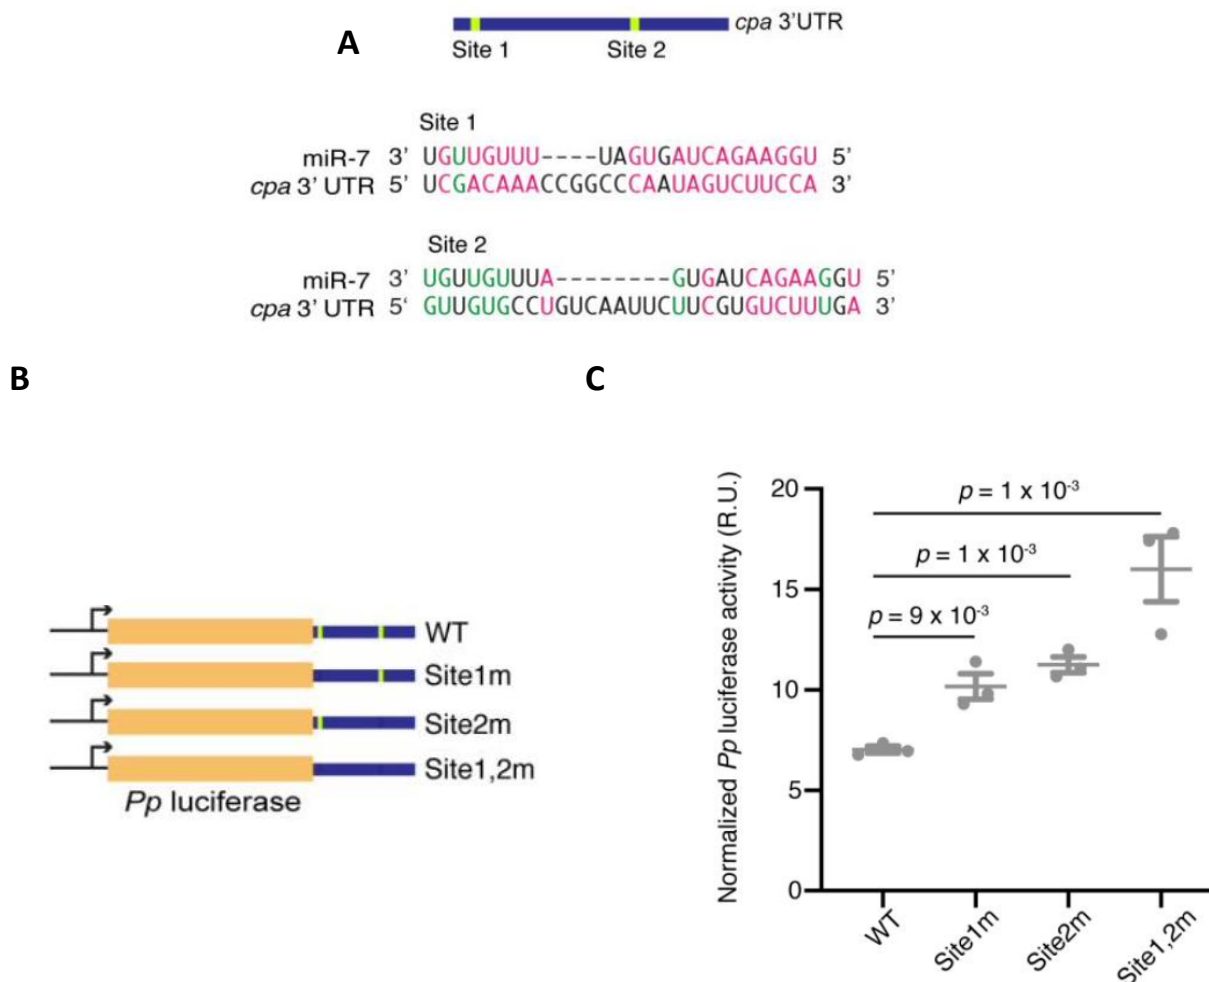 A
cpa 3'UTR
Site 1 Site 2
Site 1
miR-7 3’ UGUUGUUU----UAGUGAUCAGAAGGU 5’
cpa 3’ UTR 5’ UCGACAAACCGGCCCAAUAGUCUUCCA 3’
Site 2
miR-7 3’ UGUUGUUUA--------GUGAUCAGAAGGU 5’
cpa 3’ UTR 5‘ GUUGUGCCUGUCAAUUCUUCGUGUCUUUGA 3’
B
WT
Site1m
Site2m
Site1,2m
Pp luciferase
C
Normalized Pp luciferase activity (R.U.)
20
15
10
5
0
p = 1 x 10-3
p = 1 x 10-3
p = 9 x 10-3
WT
Site1m
Site2m
Site1,2m